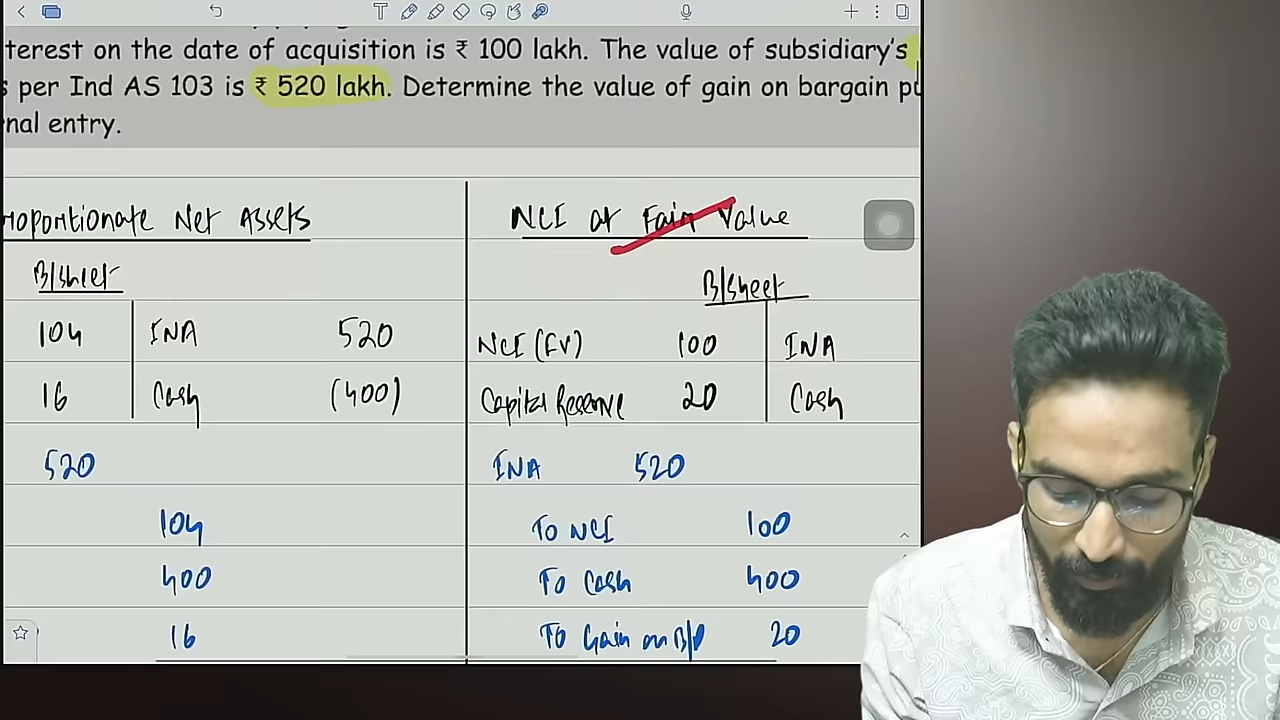 terest on the date of acquisition is ₹ 100 lakh. The value of subsidiary's
s per Ind AS 103 is ₹ 520 lakh. Determine the value of gain on bargain pu
nal entry.
roportionate Net Assets
B/sheet
104 INA 520
16 Cash (400)
520
104
400
16
NCI at Fair Value
B/sheet
NCI (FV) 100 INA
Capital Reserve 20 Cash
INA 520
To NCI 100
To Cash 400
To Gain on B/P 20